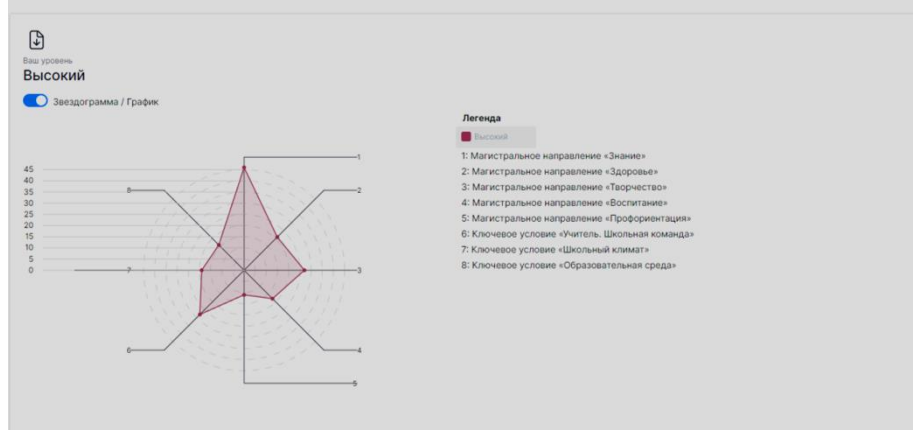 Ваш уровень
Высокий
Звездограмма / График
45
40
35
30
25
20
15
10
5
0
1
2
3
4
5
6
7
8
Легенда
Высокий
1: Магистральное направление «Знание»
2: Магистральное направление «Здоровье»
3: Магистральное направление «Творчество»
4: Магистральное направление «Воспитание»
5: Магистральное направление «Профориентация»
6: Ключевое условие «Учитель. Школьная команда»
7: Ключевое условие «Школьный климат»
8: Ключевое условие «Образовательная среда»